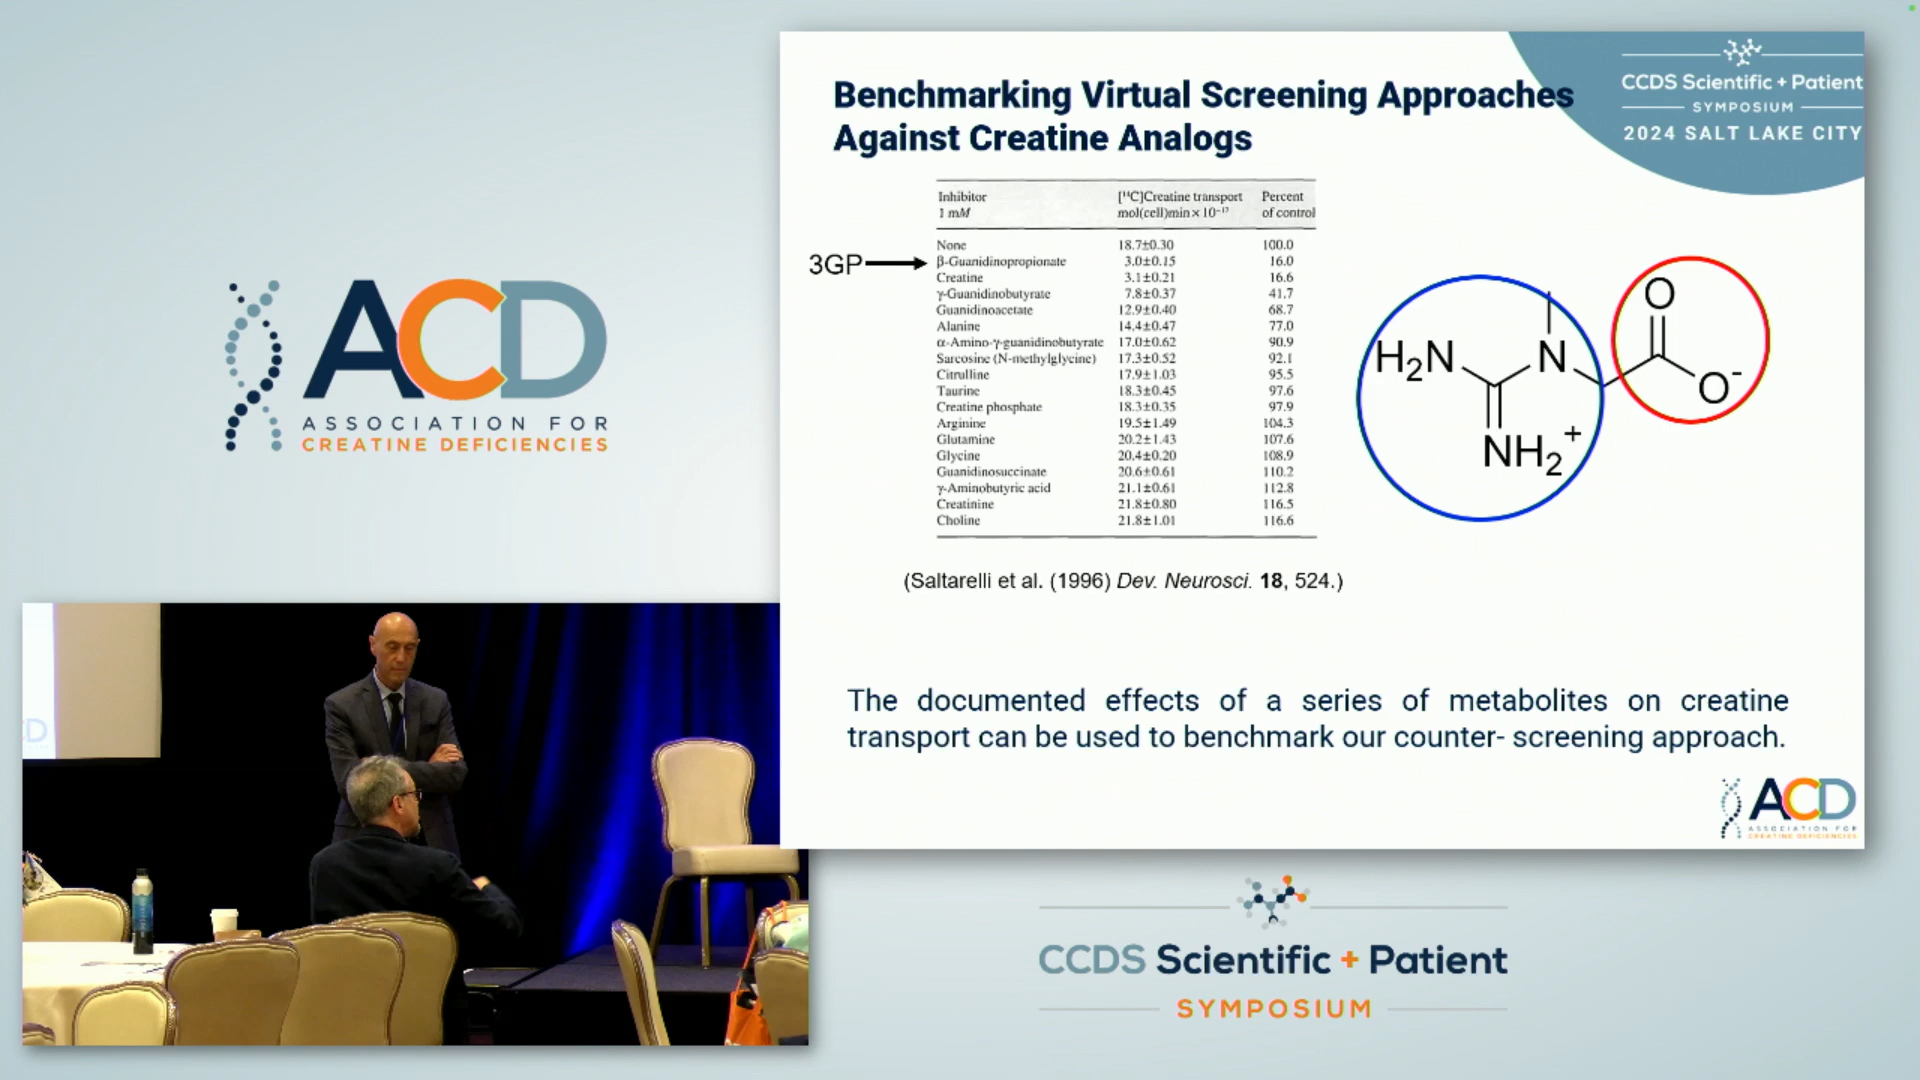 ACD
ASSOCIATION FOR
CREATINE DEFICIENCIES
Benchmarking Virtual Screening Approaches
Against Creatine Analogs
CCDS Scientific + Patient
SYMPOSIUM
2024 SALT LAKE CITY
Inhibitor [¹⁴C]Creatine transport Percent
1 mM mol(cell)min × 10⁻¹⁷ of control
None 18.7±0.30 100.0
3GP
β-Guanidinopropionate 3.0±0.15 16.0
Creatine 3.1±0.21 16.6
γ-Guanidinobutyrate 7.8±0.37 41.7
Guanidinoacetate 12.9±0.40 68.7
Alanine 14.4±0.47 77.0
α-Amino-γ-guanidinobutyrate 17.0±0.62 90.9
Sarcosine (N-methylglycine) 17.3±0.52 92.1
Citrulline 17.9±1.03 95.5
Taurine 18.3±0.45 97.6
Creatine phosphate 18.3±0.35 97.9
Arginine 19.5±1.49 104.3
Glutamine 20.2±1.43 107.6
Glycine 20.4±0.20 108.9
Guanidinosuccinate 20.6±0.61 110.2
γ-Aminobutyric acid 21.1±0.61 112.8
Creatinine 21.8±0.80 116.5
Choline 21.8±1.01 116.6
O
H₂N N O⁻
NH₂⁺
(Saltarelli et al. (1996) Dev. Neurosci. 18, 524.)
The documented effects of a series of metabolites on creatine
transport can be used to benchmark our counter- screening approach.
ACD
ASSOCIATION FOR
CREATINE DEFICIENCIES
D
CCDS Scientific + Patient
SYMPOSIUM